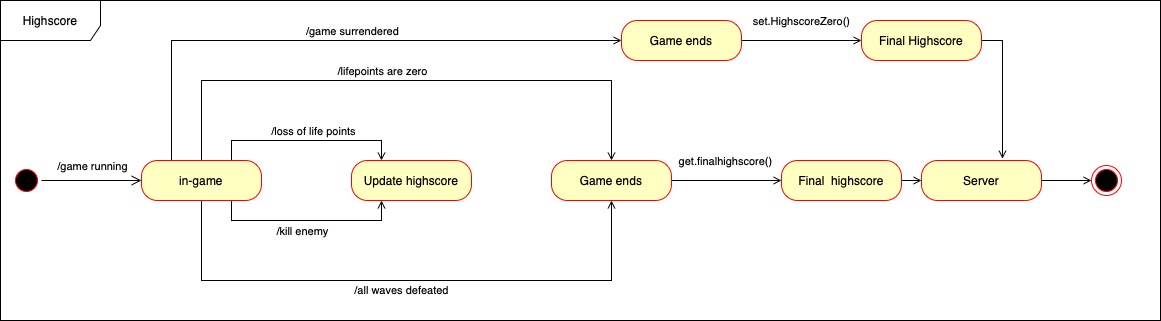 Highscore
/game surrendered
Game ends
set.HighscoreZero()
Final Highscore
/lifepoints are zero
/loss of life points
/game running
in-game
Update highscore
Game ends
get.finalhighscore()
Final  highscore
Server
/kill enemy
/all waves defeated